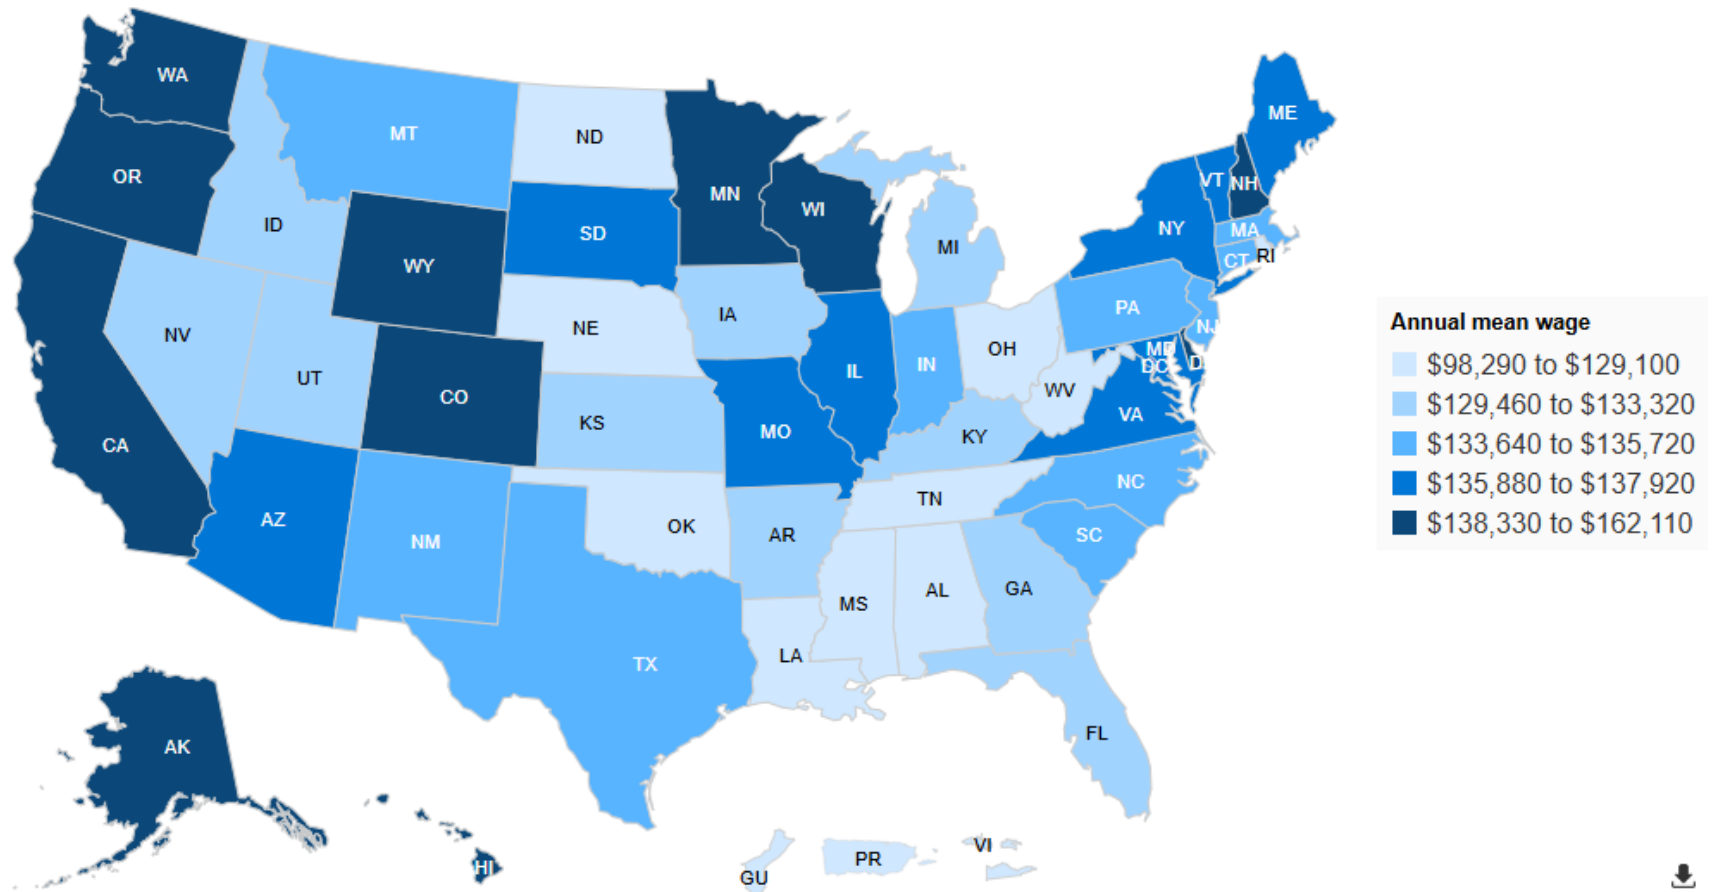 WA
ME
MT
ND
OR
MN
VT
NH
WI
ID
NY
SD
MA
MI
CT
RI
WY
PA
IA
NE
NJ
NV
OH
MD
IL
IN
DC
D
UT
WV
CO
VA
KS
MO
KY
CA
NC
TN
AZ
OK
AR
SC
NM
GA
AL
MS
LA
TX
FL
AK
VI
PR
HI
GU
Annual mean wage
$98,290 to $129,100
$129,460 to $133,320
$133,640 to $135,720
$135,880 to $137,920
$138,330 to $162,110